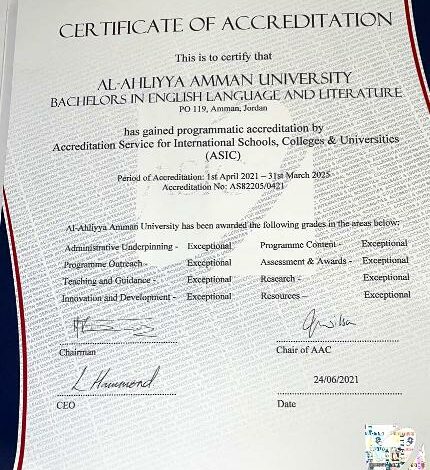 CERTIFICATE OF ACCREDITATION
This is to certify that
AL-AHLIYYA AMMAN UNIVERSITY
BACHELORS IN ENGLISH LANGUAGE AND LITERATURE
PO 119, Amman, Jordan
has gained programmatic accreditation by
Accreditation Service for International Schools, Colleges & Universities
(ASIC)
Period of Accreditation: 1st April 2021 – 31st March 2025
Accreditation No: AS82205/0421
Al-Ahliyya Amman University has been awarded the following grades in the areas below:
Administrative Underpinning - Exceptional Programme Content - Exceptional
Programme Outreach- Exceptional Assessment & Awards - Exceptional
Teaching and Guidance - Exceptional Research - Exceptional
Innovation and Development - Exceptional Resources – Exceptional
Chairman Chair of AAC
L Hammond 24/06/2021
CEO Date